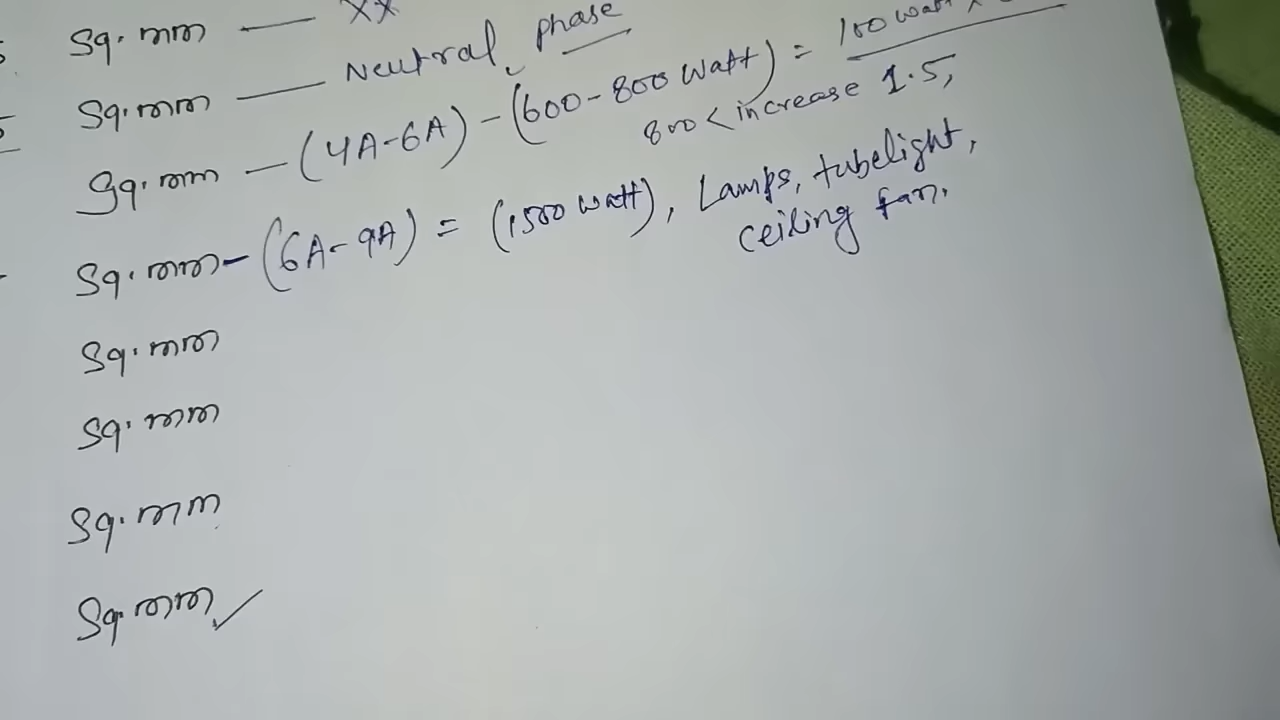 Sq. mm — XX
Sq. mm — Neutral, phase
Sq. mm — (4A-6A) - (600-800 Watt) = 100 watt x
800 < increase 1.5,
Sq. mm - (6A-9A) = (1500 watt), Lamps, tubelight,
ceiling fan.
Sq. mm
Sq. mm
Sq. mm
Sq. mm ✓